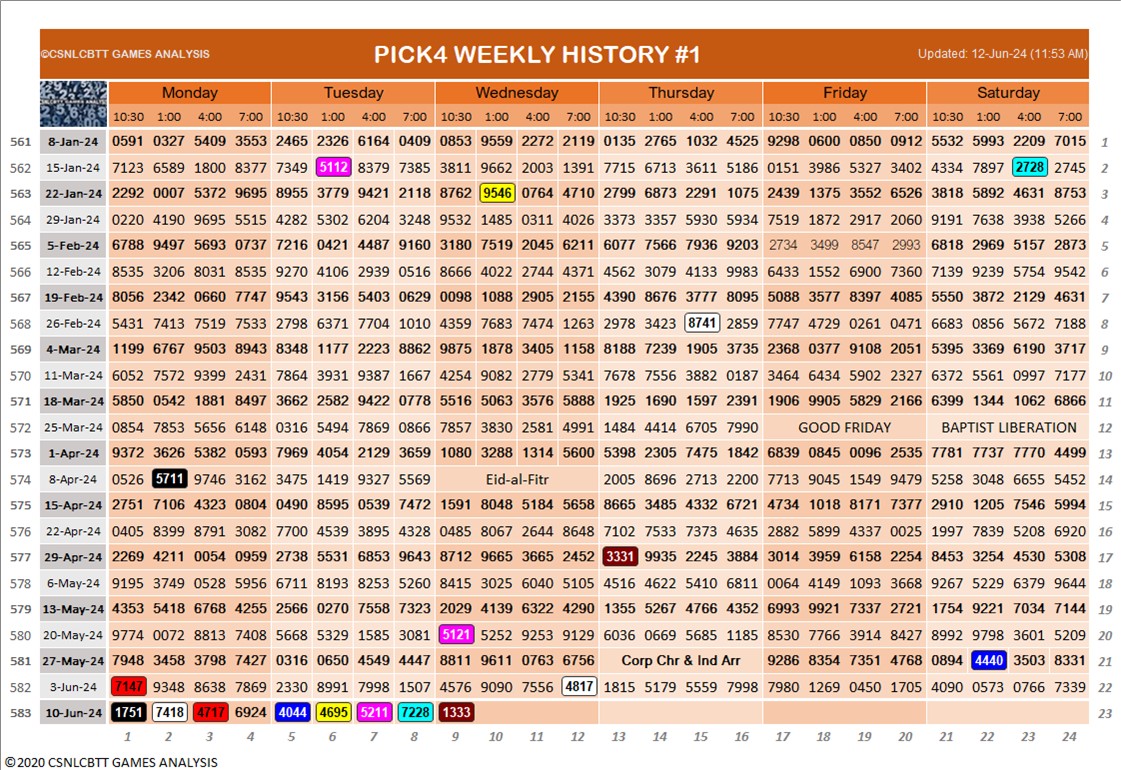 ©CSNLCBTT GAMES ANALYSIS PICK4 WEEKLY HISTORY #1 Updated: 12-Jun-24 (11:53 AM)
CSNLCBTT GAMES ANALYSIS Monday Tuesday Wednesday Thursday Friday Saturday
10:30 1:00 4:00 7:00 10:30 1:00 4:00 7:00 10:30 1:00 4:00 7:00 10:30 1:00 4:00 7:00 10:30 1:00 4:00 7:00 10:30 1:00 4:00 7:00
561 8-Jan-24 0591 0327 5409 3553 2465 2326 6164 0409 0853 9559 2272 2119 0135 2765 1032 4525 9298 0600 0850 0912 5532 5993 2209 7015 1
562 15-Jan-24 7123 6589 1800 8377 7349 5112 8379 7385 3811 9662 2003 1391 7715 6713 3611 5186 0151 3986 5327 3402 4334 7897 2728 2745 2
563 22-Jan-24 2292 0007 5372 9695 8955 3779 9421 2118 8762 9546 0764 4710 2799 6873 2291 1075 2439 1375 3552 6526 3818 5892 4631 8753 3
564 29-Jan-24 0220 4190 9695 5515 4282 5302 6204 3248 9532 1485 0311 4026 3373 3357 5930 5934 7519 1872 2917 2060 9191 7638 3938 5266 4
565 5-Feb-24 6788 9497 5693 0737 7216 0421 4487 9160 3180 7519 2045 6211 6077 7566 7936 9203 2734 3499 8547 2993 6818 2969 5157 2873 5
566 12-Feb-24 8535 3206 8031 8535 9270 4106 2939 0516 8666 4022 2744 4371 4562 3079 4133 9983 6433 1552 6900 7360 7139 9239 5754 9542 6
567 19-Feb-24 8056 2342 0660 7747 9543 3156 5403 0629 0098 1088 2905 2155 4390 8676 3777 8095 5088 3577 8397 4085 5550 3872 2129 4631 7
568 26-Feb-24 5431 7413 7519 7533 2798 6371 7704 1010 4359 7683 7474 1263 2978 3423 8741 2859 7747 4729 0261 0471 6683 0856 5672 7188 8
569 4-Mar-24 1199 6767 9503 8943 8348 1177 2223 8862 9875 1878 3405 1158 8188 7239 1905 3735 2368 0377 9108 2051 5395 3369 6190 3717 9
570 11-Mar-24 6052 7572 9399 2431 7864 3931 9387 1667 4254 9082 2779 5341 7678 7556 3882 0187 3464 6434 5902 2327 6372 5561 0997 7177 10
571 18-Mar-24 5850 0542 1881 8497 3662 2582 9422 0778 5516 5063 3576 5888 1925 1690 1597 2391 1906 9905 5829 2166 6399 1344 1062 6866 11
572 25-Mar-24 0854 7853 5656 6148 0316 5494 7869 0866 7857 3830 2581 4991 1484 4414 6705 7990 GOOD FRIDAY BAPTIST LIBERATION 12
573 1-Apr-24 9372 3626 5382 0593 7969 4054 2129 3659 1080 3288 1314 5600 5398 2305 7475 1842 6839 0845 0096 2535 7781 7737 7770 4499 13
574 8-Apr-24 0526 5711 9746 3162 3475 1419 9327 5569 Eid-al-Fitr 2005 8696 2713 2200 7713 9045 1549 9479 5258 3048 6655 5452 14
575 15-Apr-24 2751 7106 4323 0804 0490 8595 0539 7472 1591 8048 5184 5658 8665 3485 4332 6721 4734 1018 8171 7377 2910 1205 7546 5994 15
576 22-Apr-24 0405 8399 8791 3082 7700 4539 3895 4328 0485 8067 2644 8648 7102 7533 7373 4635 2882 5899 4337 0025 1997 7839 5208 6920 16
577 29-Apr-24 2269 4211 0054 0959 2738 5531 6853 9643 8712 9665 3665 2452 3331 9935 2245 3884 3014 3959 6158 2254 8453 3254 4530 3108 17
578 6-May-24 9195 3749 0528 5956 6711 8193 8253 5260 8415 3025 6040 5105 4516 4622 5410 6811 0064 4149 1093 3668 9267 5229 6379 9644 18
579 13-May-24 4353 5418 6768 4255 2566 0270 7558 7323 2029 4139 6322 4290 1355 5267 4766 4352 6993 9921 7337 2721 1754 9221 7034 7144 19
580 20-May-24 9774 0072 8813 7408 5668 5329 1585 3081 5121 5252 9253 9129 6036 0669 5685 1185 8530 7766 3914 8427 8992 9798 3601 5209 20
581 27-May-24 7948 3458 3798 7427 0316 0650 4549 4447 8811 9611 0763 6756 Corp Chr & Ind Arr 9286 8354 7351 4768 0894 4440 3503 8331 21
582 3-Jun-24 7147 9348 8638 7869 2330 8991 7998 1507 4576 9090 7556 4817 1815 5179 5559 7998 7980 1269 0450 1705 4090 0573 0766 7339 22
583 10-Jun-24 1751 7418 4717 6924 4044 4695 5211 7228 1333 23
1 2 3 4 5 6 7 8 9 10 11 12 13 14 15 16 17 18 19 20 21 22 23 24
©2020 CSNLCBTT GAMES ANALYSIS